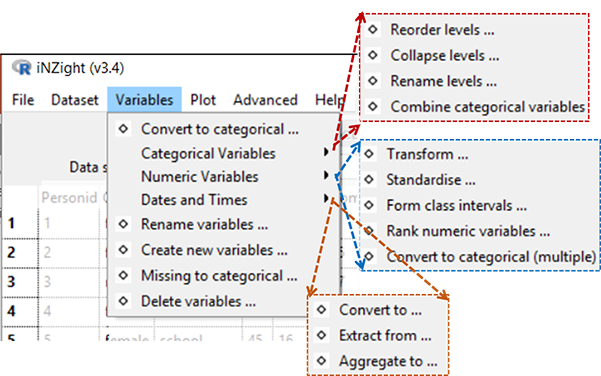 iNZight (v3.4)
File Dataset Variables Plot Advanced Help
Convert to categorical ...
Categorical Variables
Numeric Variables
Dates and Times
Rename variables ...
Create new variables ...
Missing to categorical ...
Delete variables ...
Reorder levels ...
Collapse levels ...
Rename levels ...
Combine categorical variables
Transform ...
Standardise ...
Form class intervals ...
Rank numeric variables ...
Convert to categorical (multiple)
Convert to ...
Extract from ...
Aggregate to ...
Data s
Personid
1 1
2 2
3 3
4 4
5 5 female school 45 16